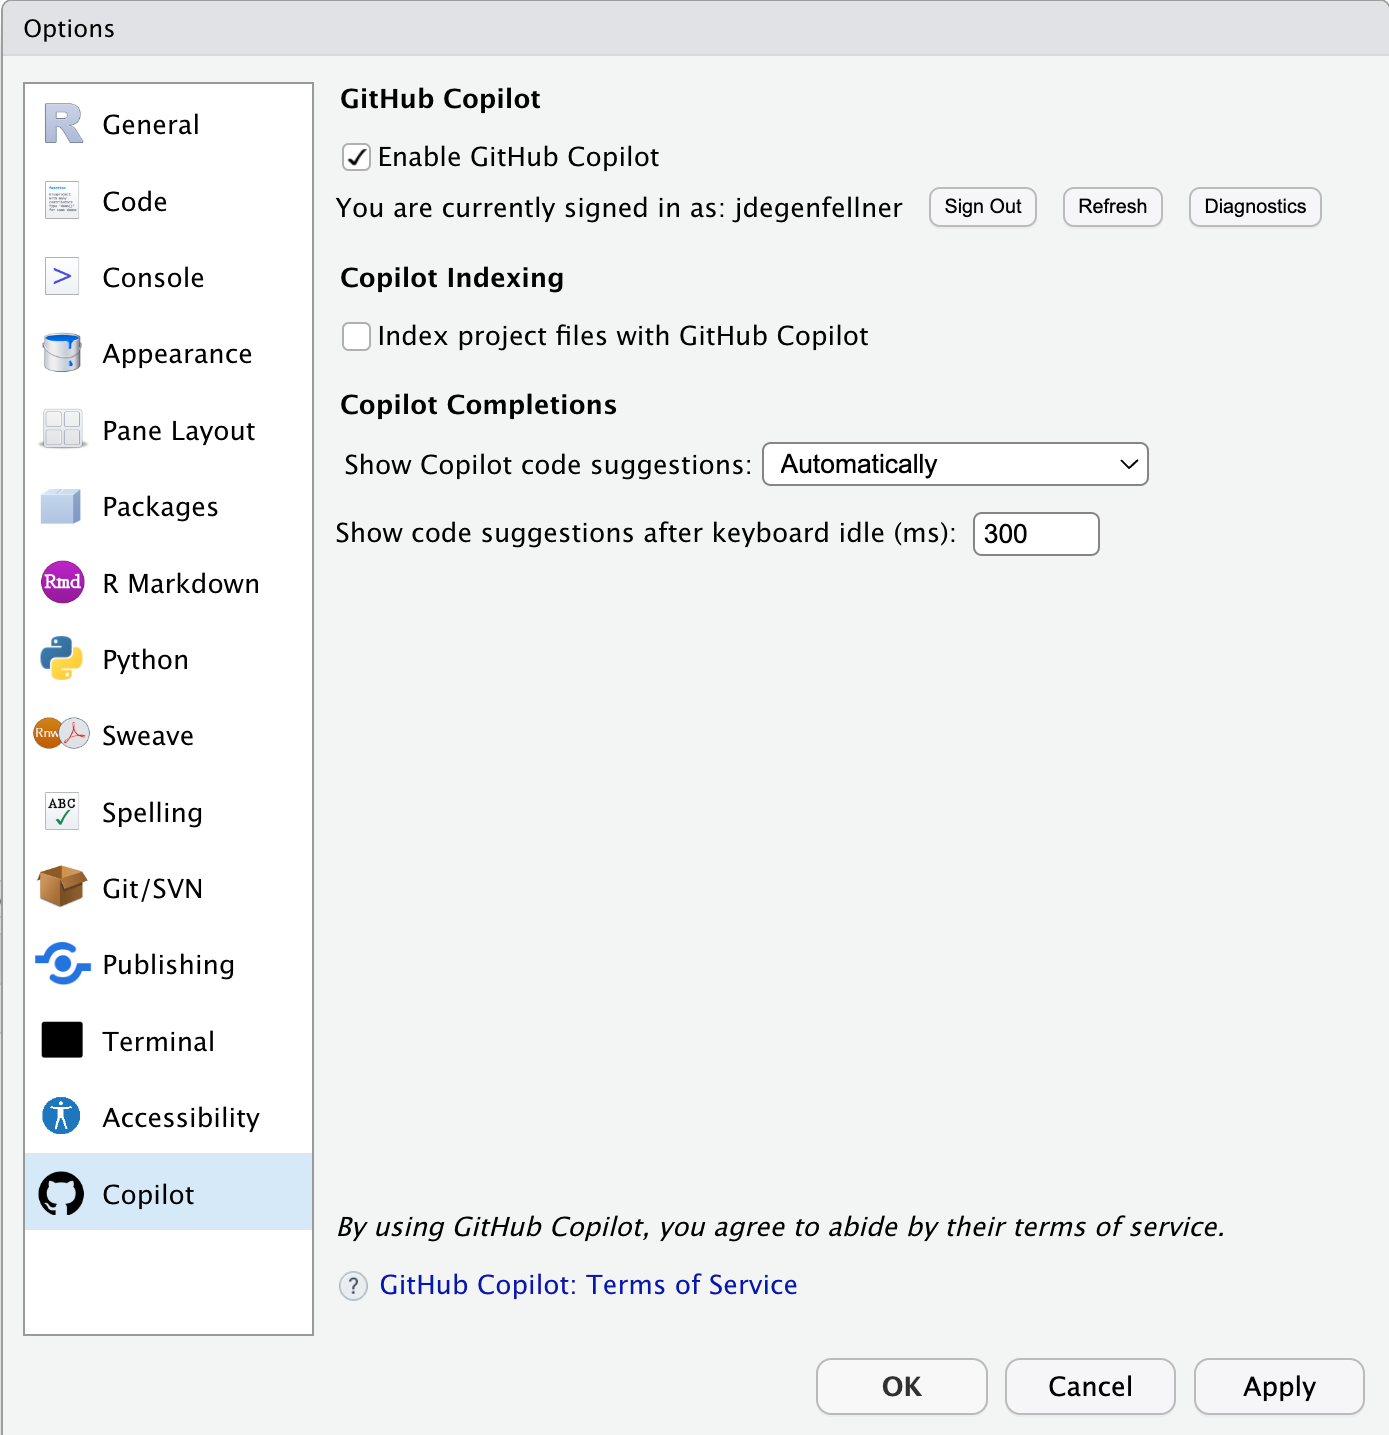 Options
R General
Code
> Console
Appearance
Pane Layout
Packages
Rmd R Markdown
Python
Rnw Sweave
ABC Spelling
Git/SVN
Publishing
Terminal
Accessibility
Copilot
GitHub Copilot
Enable GitHub Copilot
You are currently signed in as: jdegenfellner Sign Out Refresh Diagnostics
Copilot Indexing
Index project files with GitHub Copilot
Copilot Completions
Show Copilot code suggestions: Automatically
Show code suggestions after keyboard idle (ms): 300
By using GitHub Copilot, you agree to abide by their terms of service.
? GitHub Copilot: Terms of Service
OK Cancel Apply